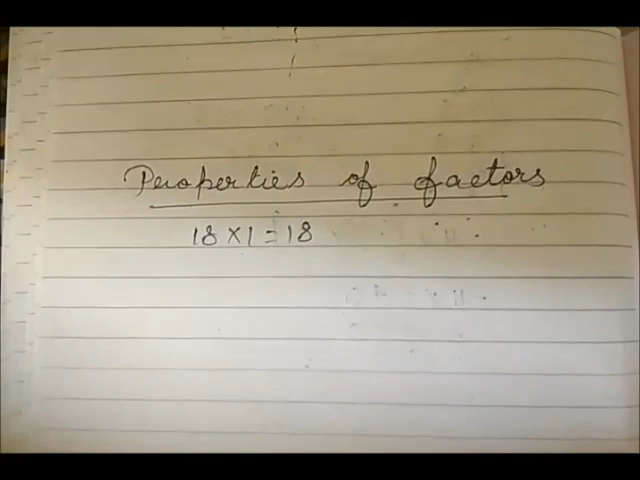 Properties of factors
18 × 1 = 18